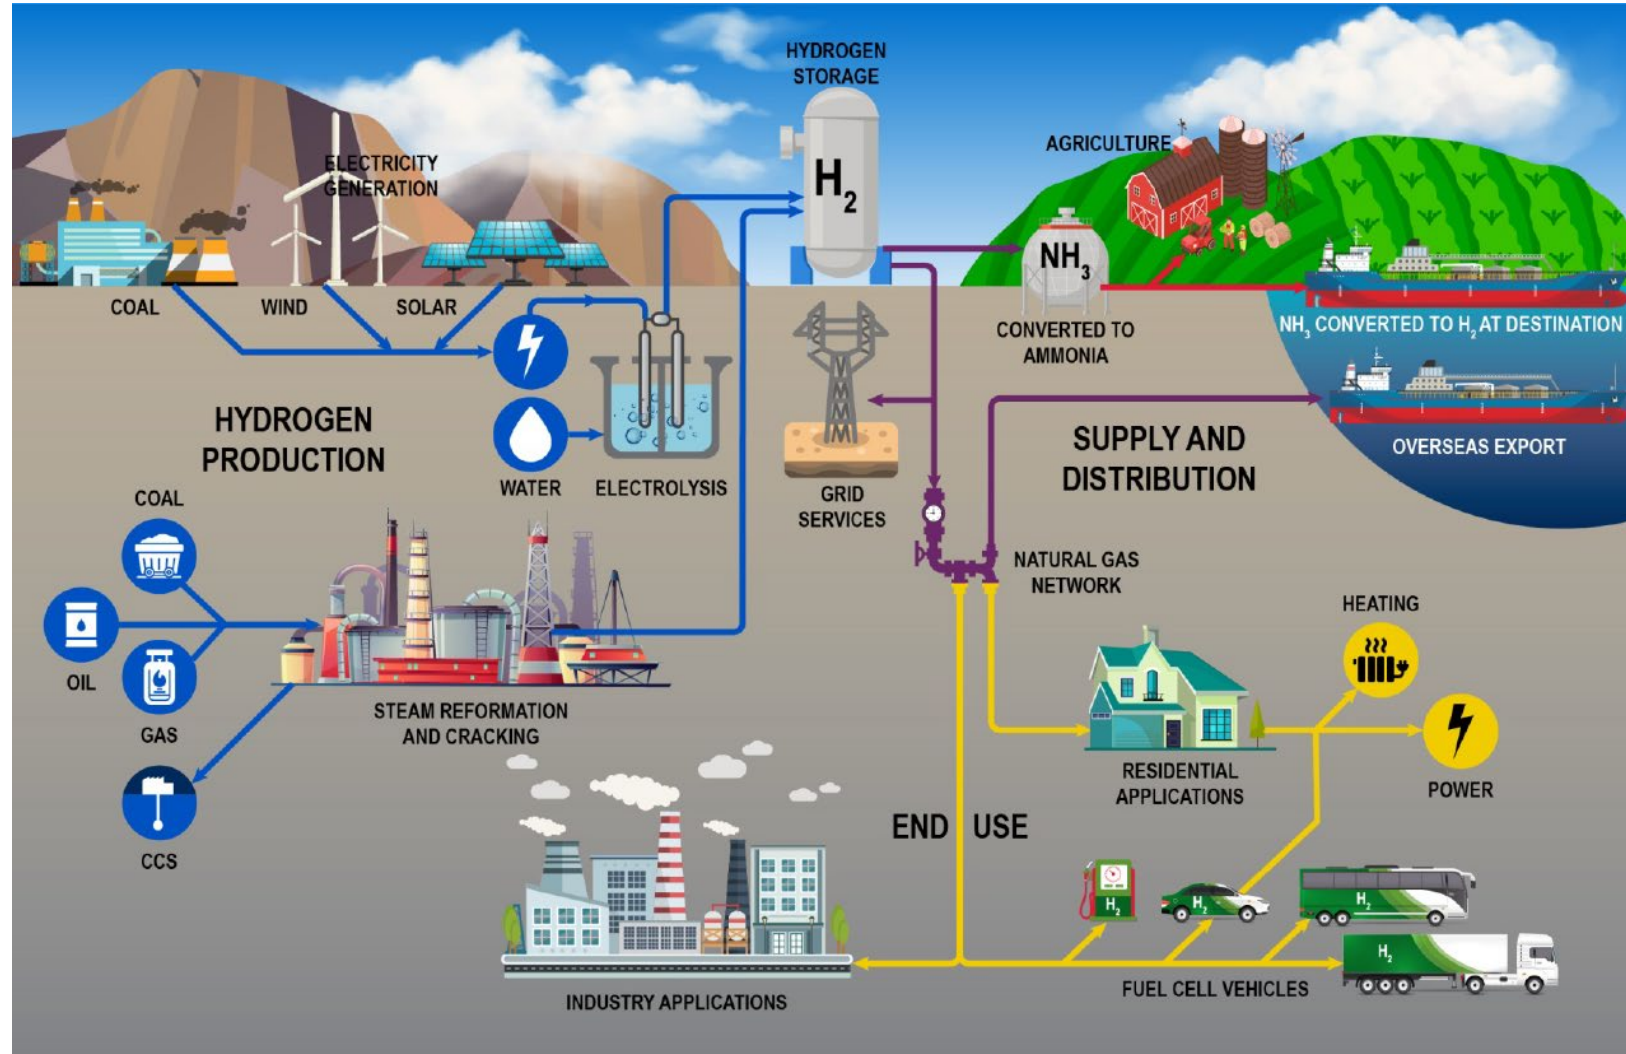 HYDROGEN
STORAGE
H₂
ELECTRICITY
GENERATION
COAL
WIND
SOLAR
AGRICULTURE
NH₃
CONVERTED TO
AMMONIA
NH₃ CONVERTED TO H₂ AT DESTINATION
OVERSEAS EXPORT
HYDROGEN
PRODUCTION
WATER
ELECTROLYSIS
GRID
SERVICES
SUPPLY AND
DISTRIBUTION
COAL
OIL
GAS
CCS
STEAM REFORMATION
AND CRACKING
NATURAL GAS
NETWORK
HEATING
POWER
RESIDENTIAL
APPLICATIONS
END USE
H₂
H₂
H₂
H₂
FUEL CELL VEHICLES
INDUSTRY APPLICATIONS